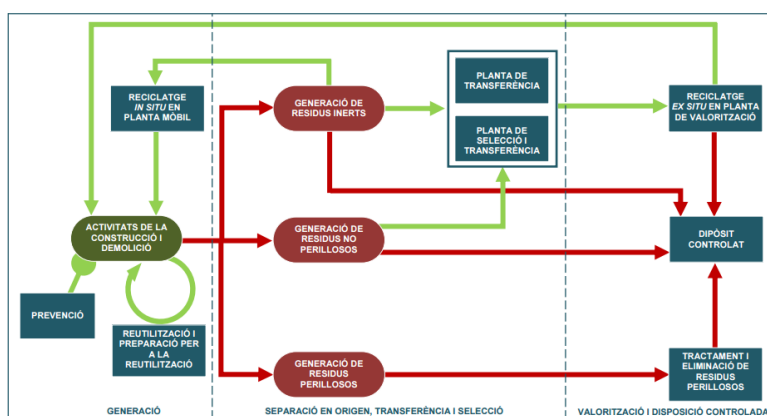 PLANTA DE
TRANSFERÈNCIA
PLANTA DE
SELECCIÓ I
TRANSFERÈNCIA
RECICLATGE
IN SITU EN
PLANTA MÒBIL
GENERACIÓ DE
RESIDUS INERTS
RECICLATGE
EX SITU EN PLANTA
DE VALORITZACIÓ
ACTIVITATS DE LA
CONSTRUCCIÓ I
DEMOLICIÓ
GENERACIÓ DE
RESIDUS NO
PERILLOSOS
DIPÒSIT
CONTROLAT
PREVENCIÓ
REUTILITZACIÓ I
PREPARACIÓ PER
A LA
REUTILITZACIÓ
GENERACIÓ DE
RESIDUS
PERILLOSOS
TRACTAMENT I
ELIMINACIÓ DE
RESIDUS
PERILLOSOS
GENERACIÓ
SEPARACIÓ EN ORIGEN, TRANSFERÈNCIA I SELECCIÓ
VALORITZACIÓ I DISPOSICIÓ CONTROLADA